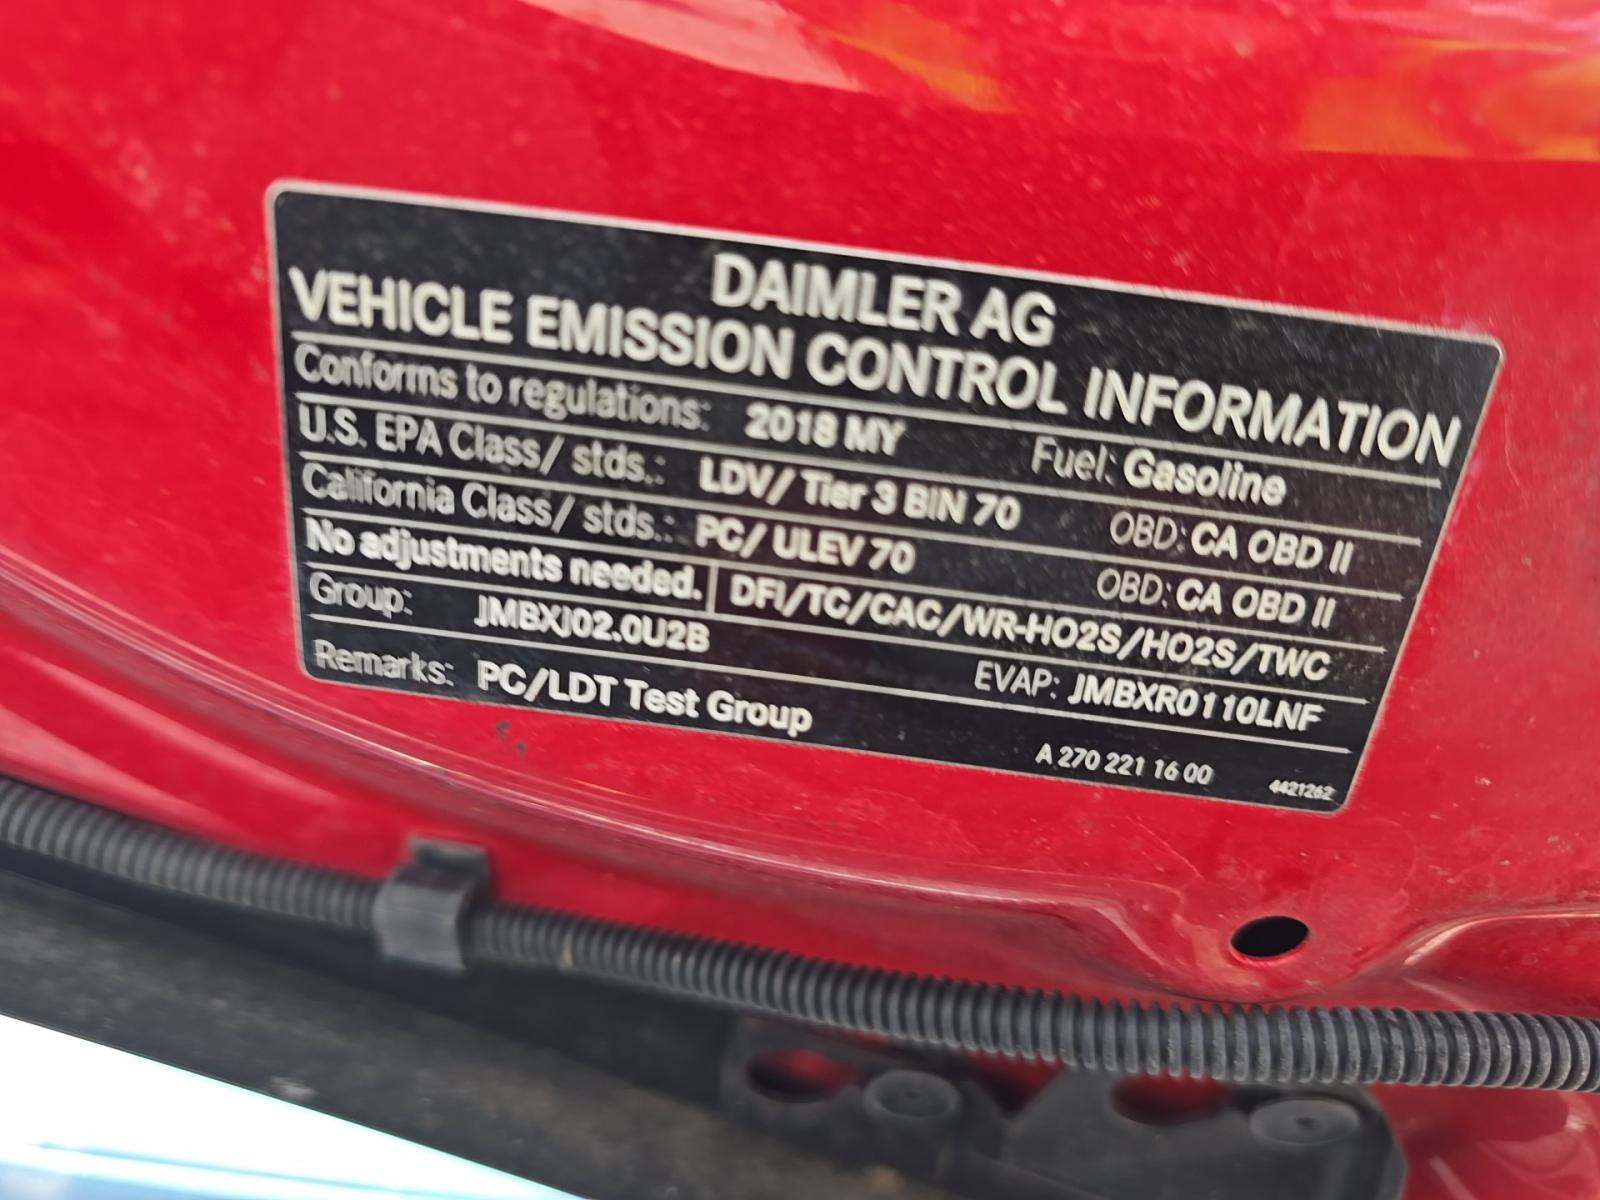 DAIMLER AG
VEHICLE EMISSION CONTROL INFORMATION
Conforms to regulations: 2018 MY Fuel: Gasoline
U.S. EPA Class/ stds.: LDV/ Tier 3 BIN 70 OBD: CA OBD II
California Class/ stds.: PC/ ULEV 70 OBD: CA OBD II
No adjustments needed. DFI/TC/CAC/WR-HO2S/HO2S/TWC
Group: JMBXJ02.0U2B EVAP: JMBXR0110LNF
Remarks: PC/LDT Test Group
A 270 221 16 00 4421262